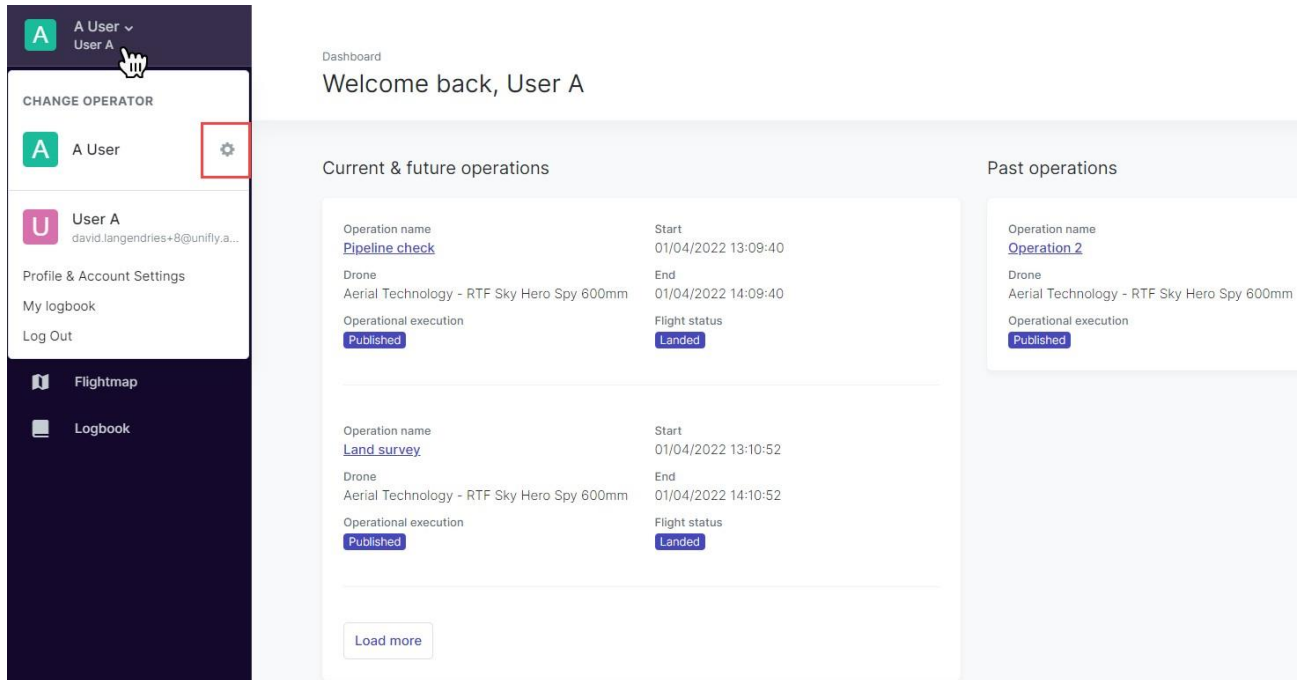 A
A User
User A
CHANGE OPERATOR
A
A User
U
User A
david.langendries+8@unifly.a...
Profile & Account Settings
My logbook
Log Out
Flightmap
Logbook
Dashboard
Welcome back, User A
Current & future operations
Operation name
Start
Pipeline check
01/04/2022 13:09:40
Drone
End
Aerial Technology - RTF Sky Hero Spy 600mm
01/04/2022 14:09:40
Operational execution
Flight status
Published
Landed
Operation name
Start
Land survey
01/04/2022 13:10:52
Drone
End
Aerial Technology - RTF Sky Hero Spy 600mm
01/04/2022 14:10:52
Operational execution
Flight status
Published
Landed
Load more
Past operations
Operation name
Operation 2
Drone
Aerial Technology - RTF Sky Hero Spy 600mm
Operational execution
Published